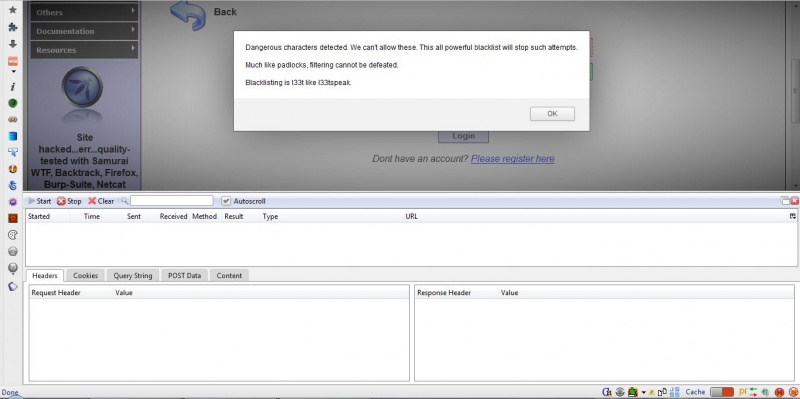 Others
Documentation
Resources
Site
hacked...err...quality-
tested with Samurai
WTF, Backtrack, Firefox,
Burp-Suite, Netcat
Back
Dangerous characters detected. We can't allow these. This all powerful blacklist will stop such attempts.
Much like padlocks, filtering cannot be defeated.
Blacklisting is l33t like l33tspeak.
OK
Login
Dont have an account? Please register here
Start Stop Clear Autoscroll
Started Time Sent Received Method Result Type URL
Headers Cookies Query String POST Data Content
Request Header Value
Response Header Value
Done
Cache